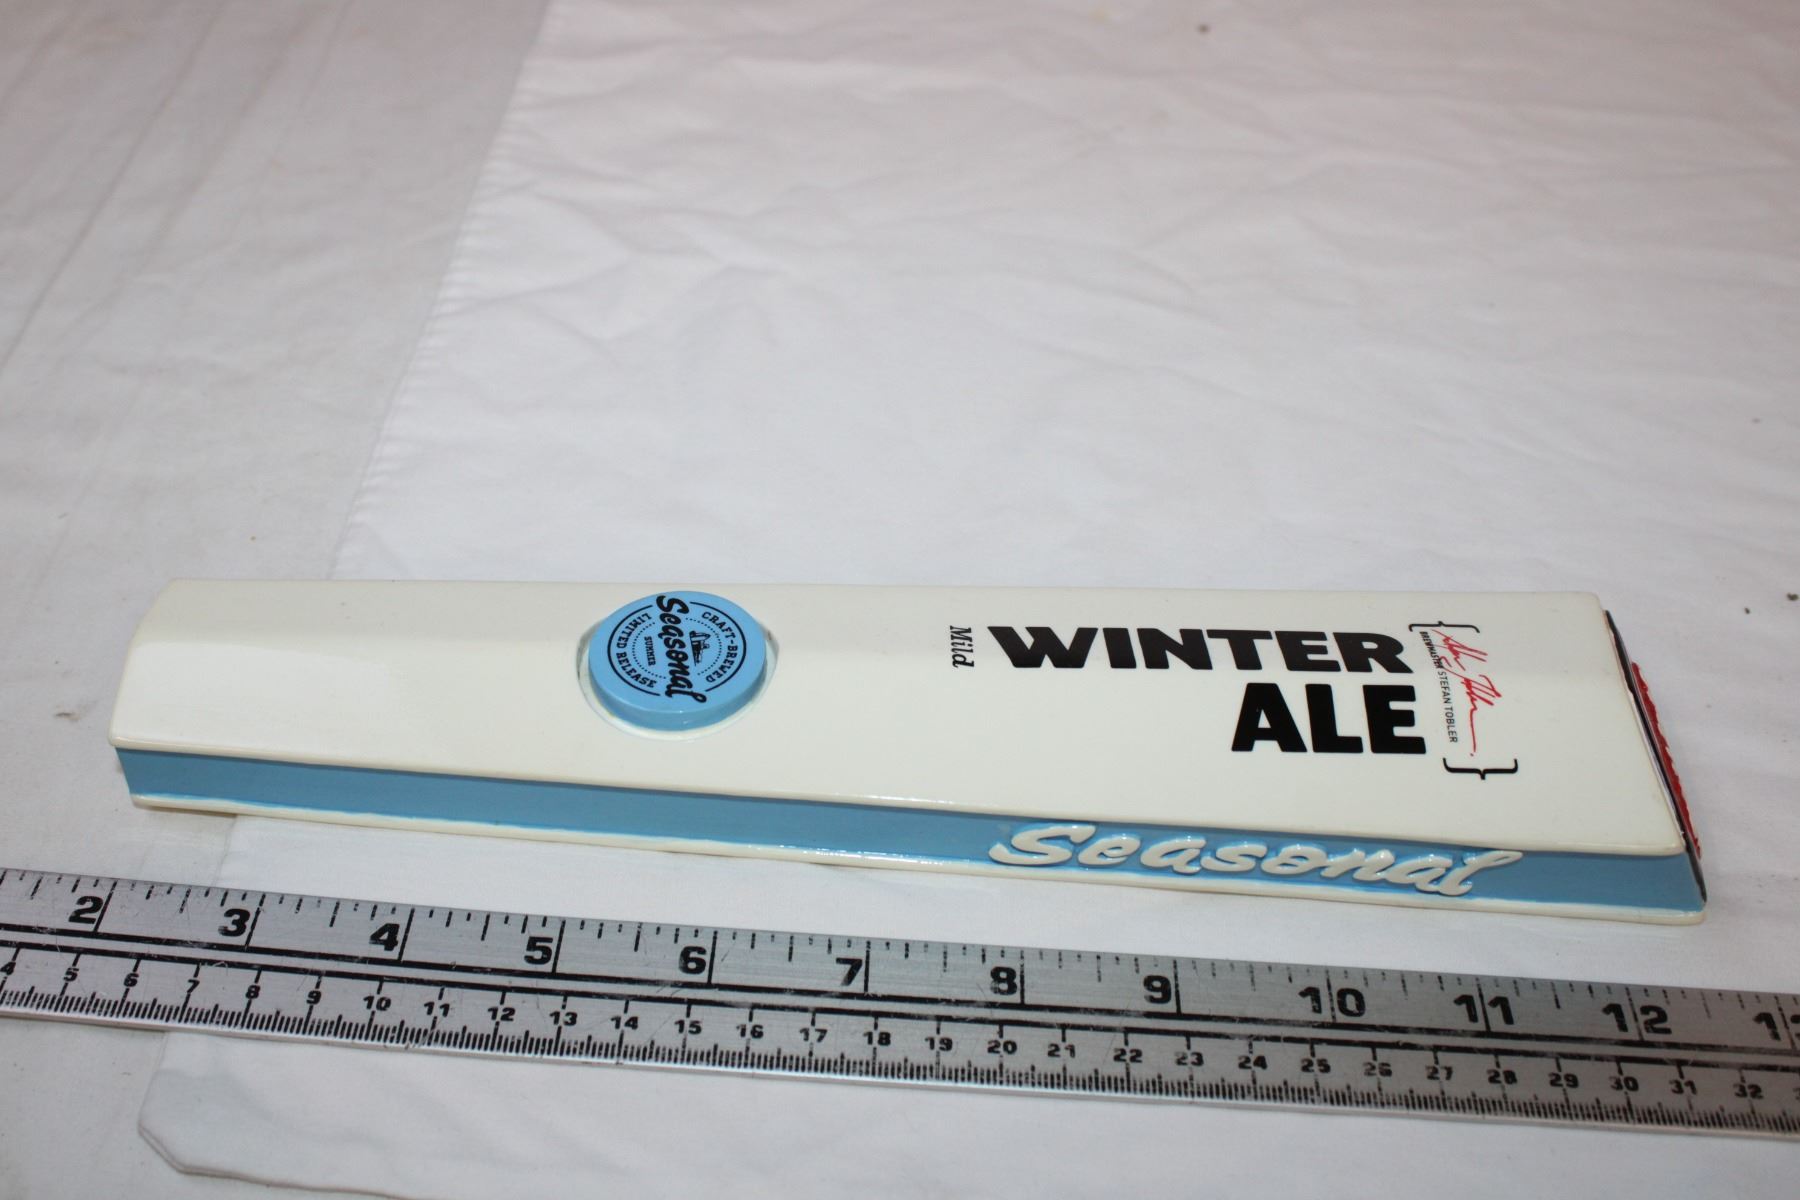 Seasonal
CRAFT-BREWED
SUMMER
LIMITED RELEASE
Mild
WINTER
ALE
BREWMASTER STEFAN TOBLER
Seasonal
2 3 4 5 6 7 8 9 10 11 12
4 5 6 7 8 9 10 11 12 13 14 15 16 17 18 19 20 21 22 23 24 25 26 27 28 29 30 31 32